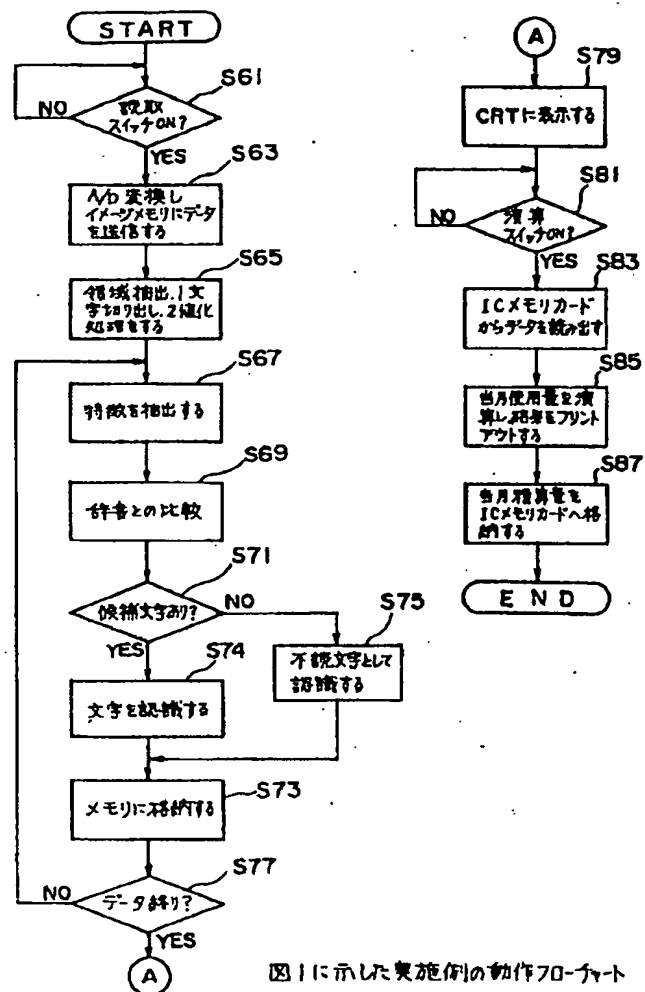 START
S61
読取
スイッチON?
NO
YES
S63
A/D変換し
イメージメモリにデータ
を送信する
S65
領域抽出、1文
字切り出し、2値化
処理をする
S67
特徴を抽出する
S69
辞書との比較
S71
候補文字あり?
NO
YES
S75
不読文字として
認識する
S74
文字を認識する
S73
メモリに格納する
S77
データ終り?
NO
YES
A
A
S79
CRTに表示する
S81
演算
スイッチON?
NO
YES
S83
ICメモリカード
からデータを読み出す
S85
当月使用量を演
算し、結果をプリント
アウトする
S87
当月積算量を
ICメモリカードへ格
納する
END
図1に示した実施例の動作フローチャート